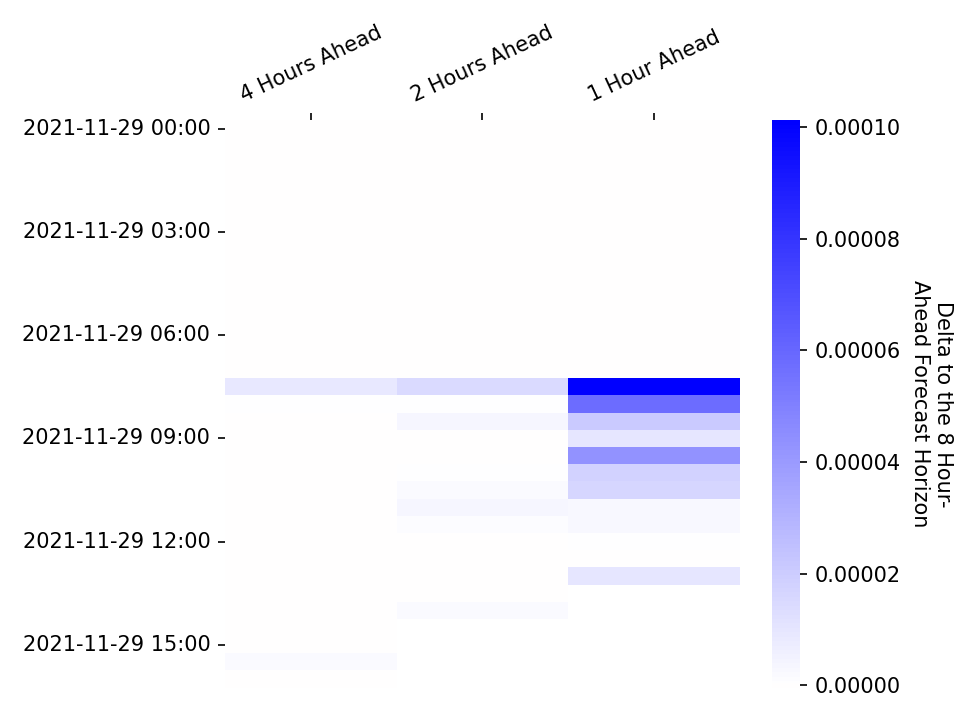 4 Hours Ahead
2 Hours Ahead
1 Hour Ahead
2021-11-29 00:00
2021-11-29 03:00
2021-11-29 06:00
2021-11-29 09:00
2021-11-29 12:00
2021-11-29 15:00
0.00010
0.00008
0.00006
0.00004
0.00002
0.00000
Delta to the 8 Hour-
Ahead Forecast Horizon